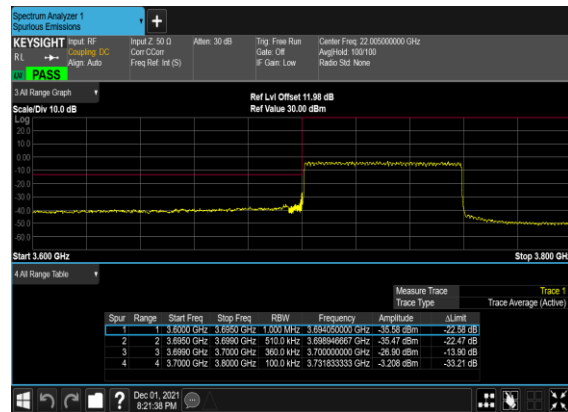 Spectrum Analyzer 1
Spurious Emissions
KEYSIGHT Input: RF Input Z: 50 Ω Atten: 30 dB Trig: Free Run Center Freq: 22.005000000 GHz
RL Coupling: DC Corr CCorr Gate: Off Avg|Hold: 100/100
Align: Auto Freq Ref: Int (S) IF Gain: Low Radio Std: None
PASS
3 All Range Graph
Ref Lvl Offset 11.98 dB
Scale/Div 10.0 dB Ref Value 30.00 dBm
Log
20.0
10.0
0.00
-10.0
-20.0
-30.0
-40.0
-50.0
-60.0
Start 3.600 GHz Stop 3.800 GH
4 All Range Table
Measure Trace Trace 1
Trace Type Trace Average (Active)
Spur Range Start Freq Stop Freq RBW Frequency Amplitude ΔLimit
1 1 3.6000 GHz 3.6950 GHz 1.000 MHz 3.694050000 GHz -35.58 dBm -22.58 dB
2 2 3.6950 GHz 3.6990 GHz 510.0 kHz 3.698946667 GHz -35.47 dBm -22.47 dB
3 3 3.6990 GHz 3.7000 GHz 360.0 kHz 3.700000000 GHz -26.90 dBm -13.90 dB
4 4 3.7000 GHz 3.8000 GHz 100.0 kHz 3.731833333 GHz -3.208 dBm -33.21 dB
? Dec 01, 2021
8:21:38 PM